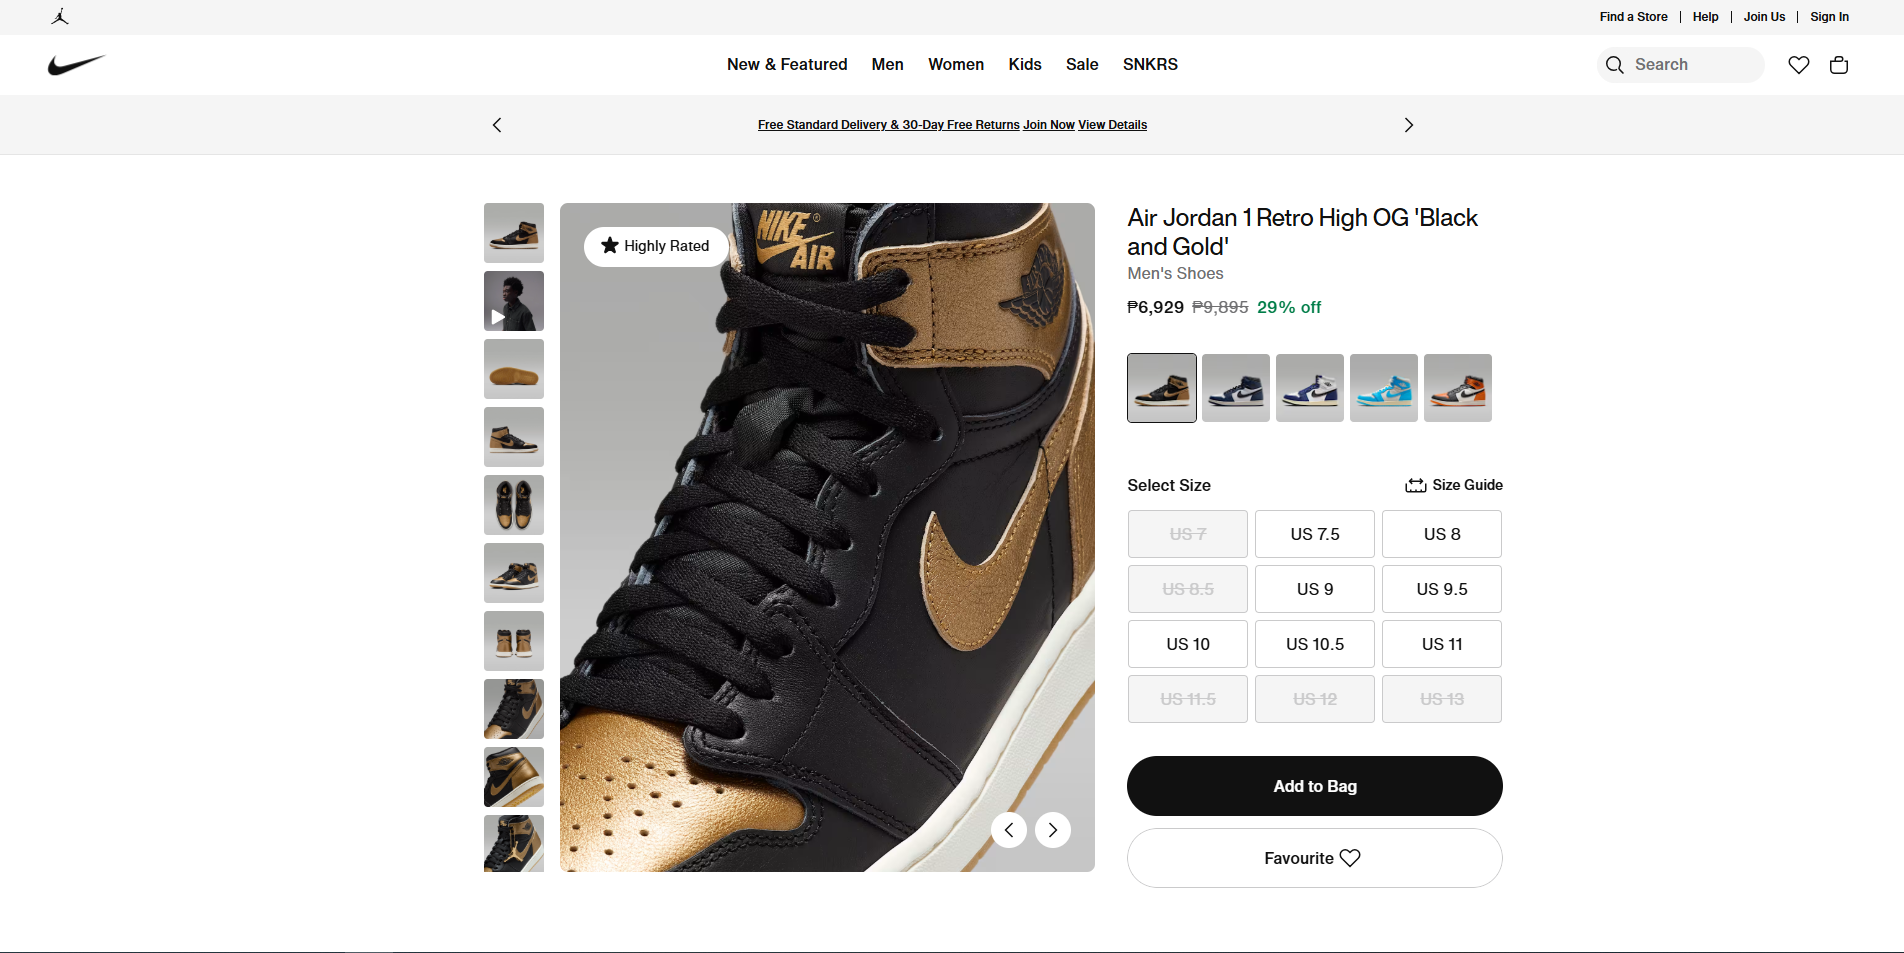 Find a Store
Help
Join Us
Sign In
New & Featured
Men
Women
Kids
Sale
SNKRS
Search
Free Standard Delivery & 30-Day Free Returns Join Now View Details
Highly Rated
NIKE®
AIR
Air Jordan 1 Retro High OG 'Black
and Gold'
Men's Shoes
₱6,929 ₱9,895 29% off
Select Size
Size Guide
US 7
US 7.5
US 8
US 8.5
US 9
US 9.5
US 10
US 10.5
US 11
US 11.5
US 12
US 13
Add to Bag
Favourite